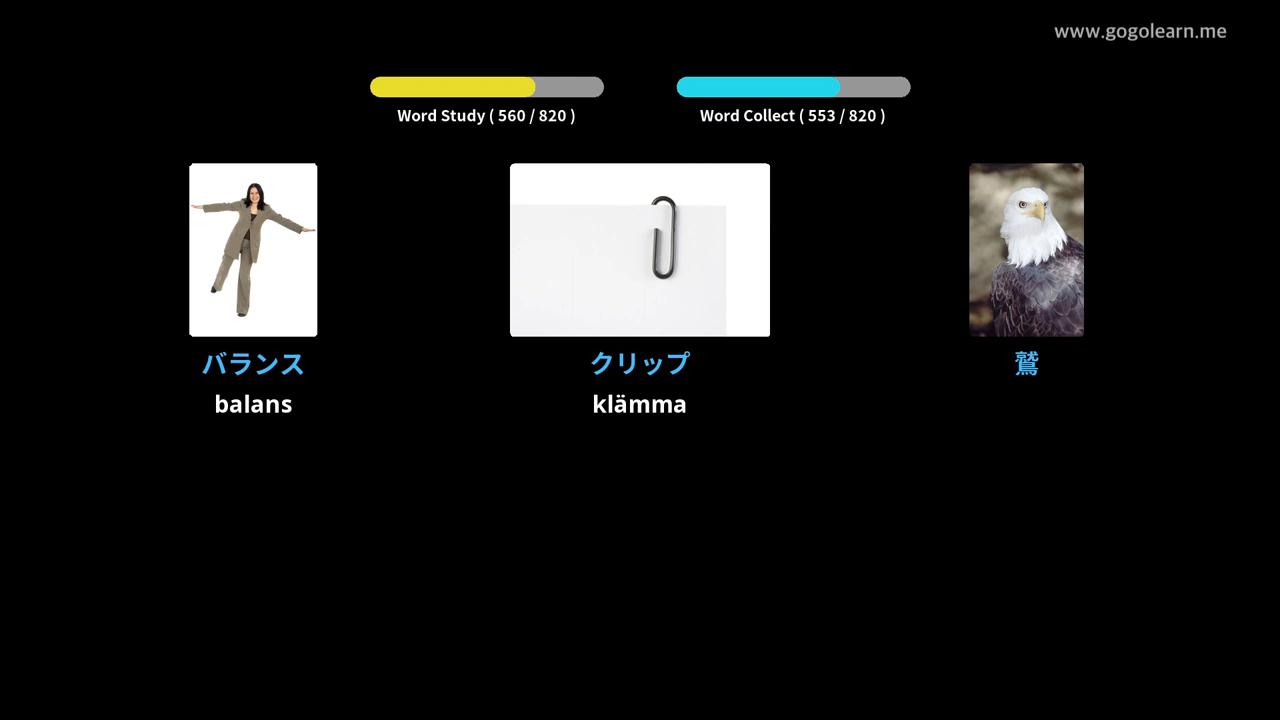 www.gogolearn.me
Word Study ( 560 / 820 )
Word Collect ( 553 / 820 )
バランス
クリップ
鷲
balans
klämma